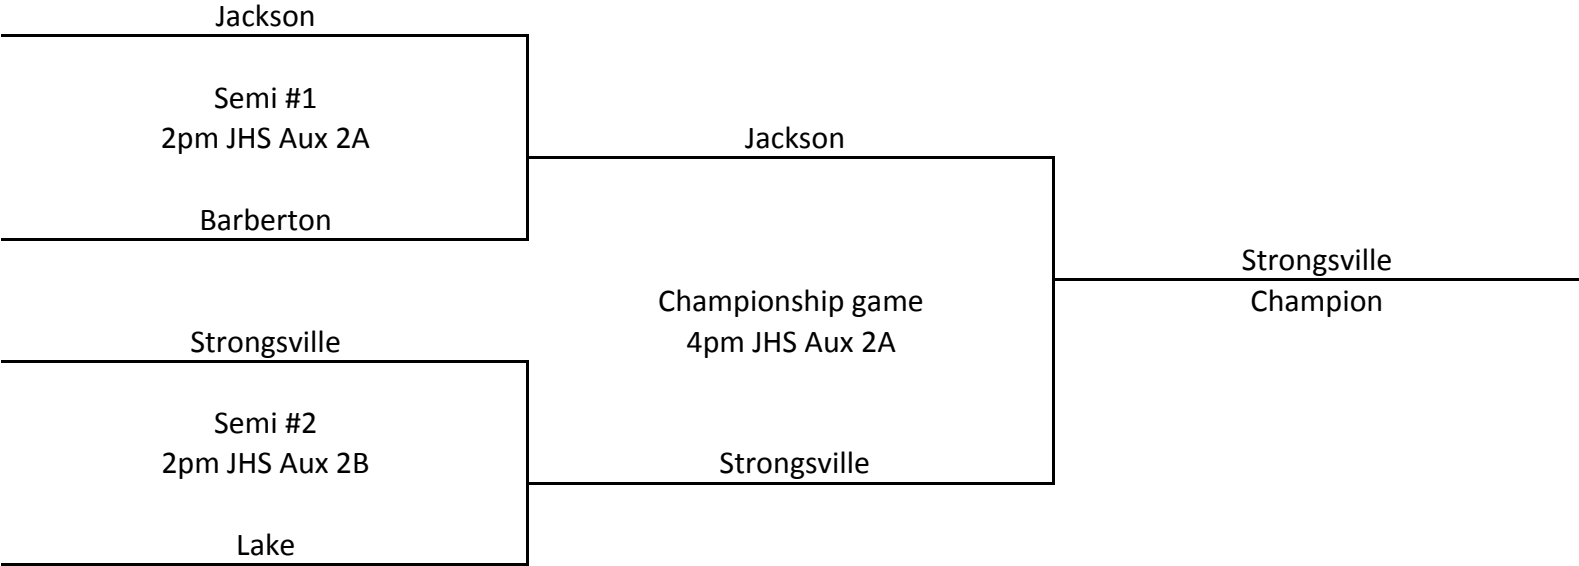 Jackson
Semi #1
2pm JHS Aux 2A
Barberton
Jackson
Strongsville
Semi #2
2pm JHS Aux 2B
Lake
Championship game
4pm JHS Aux 2A
Strongsville
Strongsville
Champion